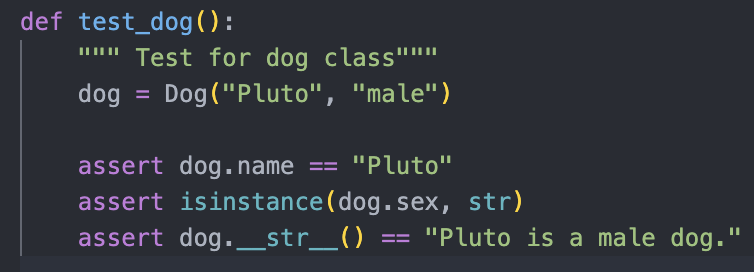 def test_dog():
    """ Test for dog class"""
    dog = Dog("Pluto", "male")

    assert dog.name == "Pluto"
    assert isinstance(dog.sex, str)
    assert dog.__str__() == "Pluto is a male dog."